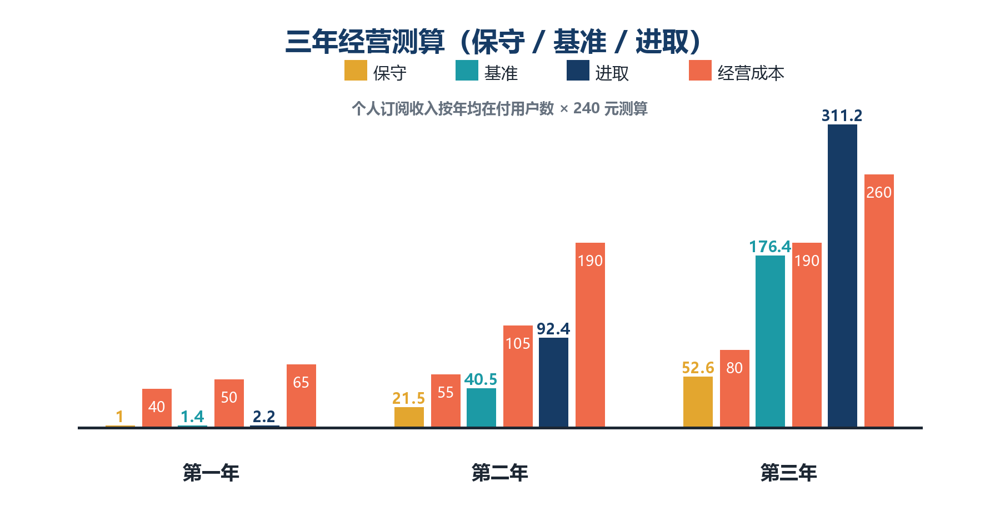 三年经营测算（保守 / 基准 / 进取）
保守 基准 进取 经营成本
个人订阅收入按年均在付用户数 × 240 元测算
1 40 1.4 50 2.2 65
21.5 55 40.5 105 92.4 190
52.6 80 176.4 190 311.2 260
第一年 第二年 第三年